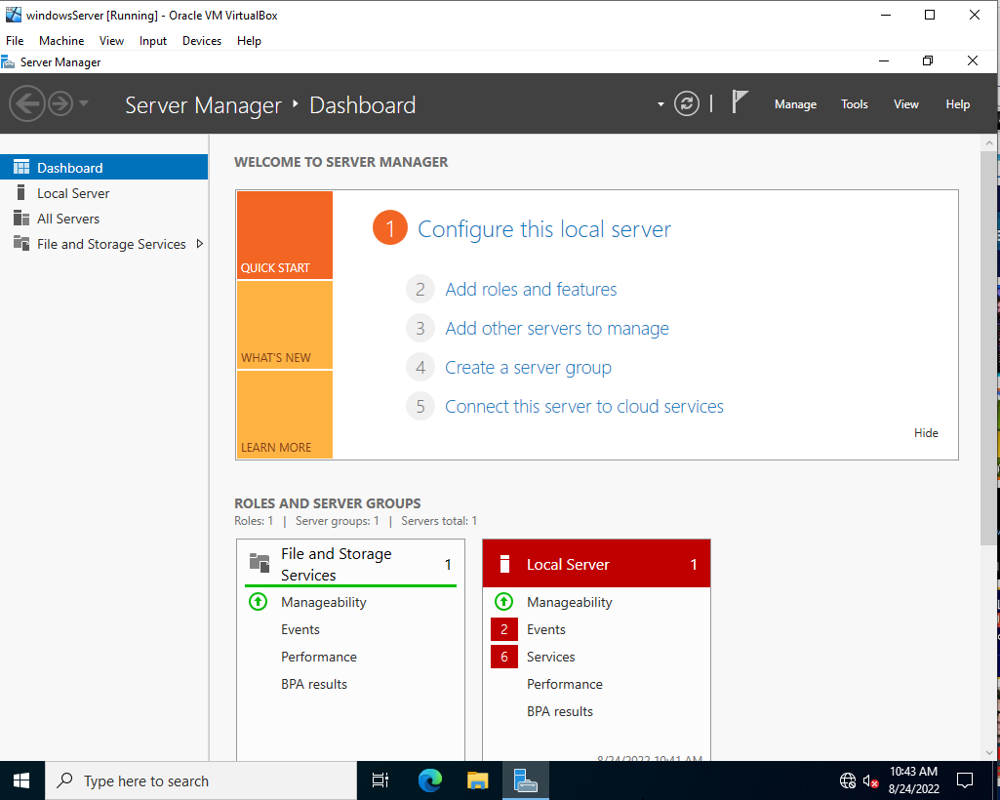 windowsServer [Running] - Oracle VM VirtualBox
File Machine View Input Devices Help
Server Manager
Server Manager Dashboard
Manage Tools View Help
Dashboard
Local Server
All Servers
File and Storage Services
WELCOME TO SERVER MANAGER
QUICK START
WHAT'S NEW
LEARN MORE
1 Configure this local server
2 Add roles and features
3 Add other servers to manage
4 Create a server group
5 Connect this server to cloud services
Hide
ROLES AND SERVER GROUPS
Roles: 1 | Server groups: 1 | Servers total: 1
File and Storage
Services
1
Manageability
Events
Performance
BPA results
Local Server 1
Manageability
2 Events
6 Services
Performance
BPA results
8/24/2022 10:41 AM
Type here to search
10:43 AM
8/24/2022